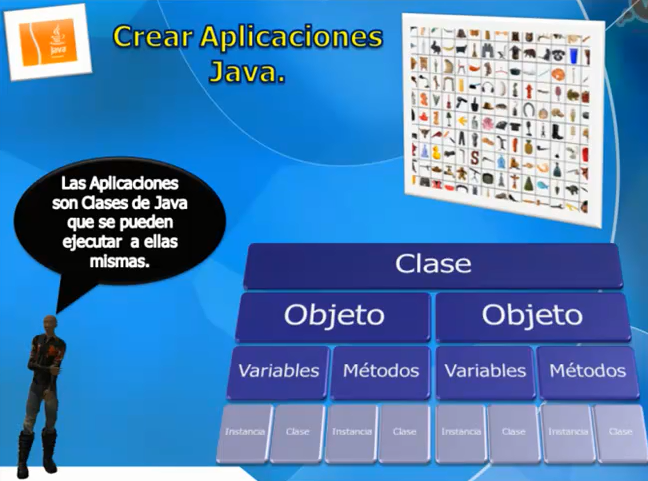 Java
Crear Aplicaciones
Java.
Las Aplicaciones
son Clases de Java
que se pueden
ejecutar a ellas
mismas.
Clase
Objeto Objeto
Variables Métodos Variables Métodos
Instancia Clase Instancia Clase Instancia Clase Instancia Clase